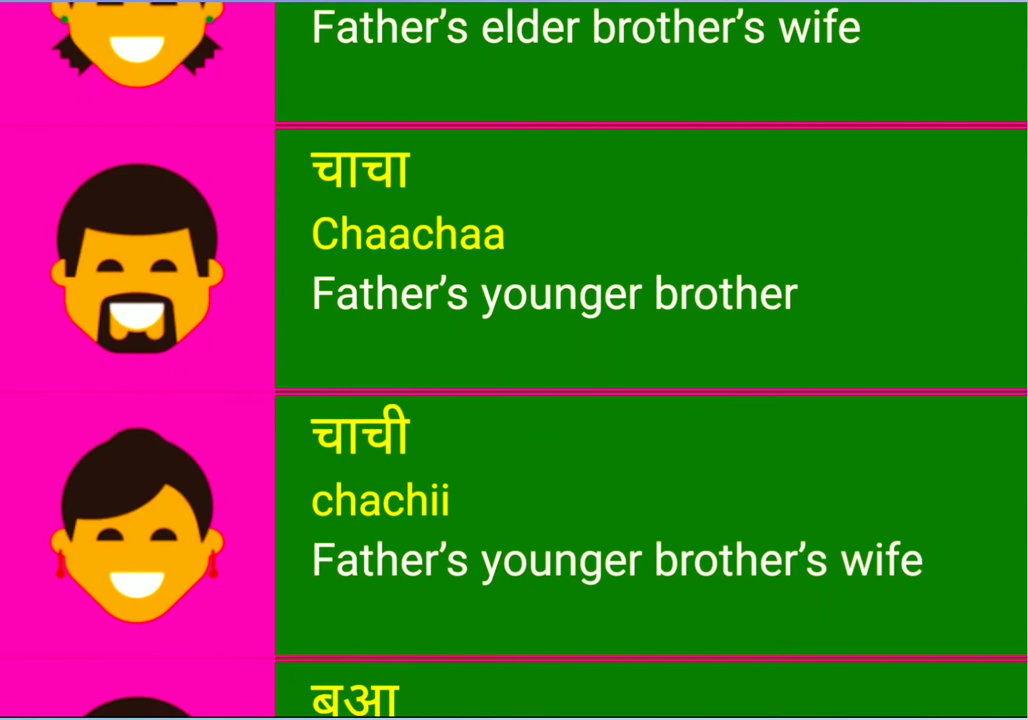 Father’s elder brother’s wife
चाचा
Chaachaa
Father’s younger brother
चाची
chachii
Father’s younger brother’s wife